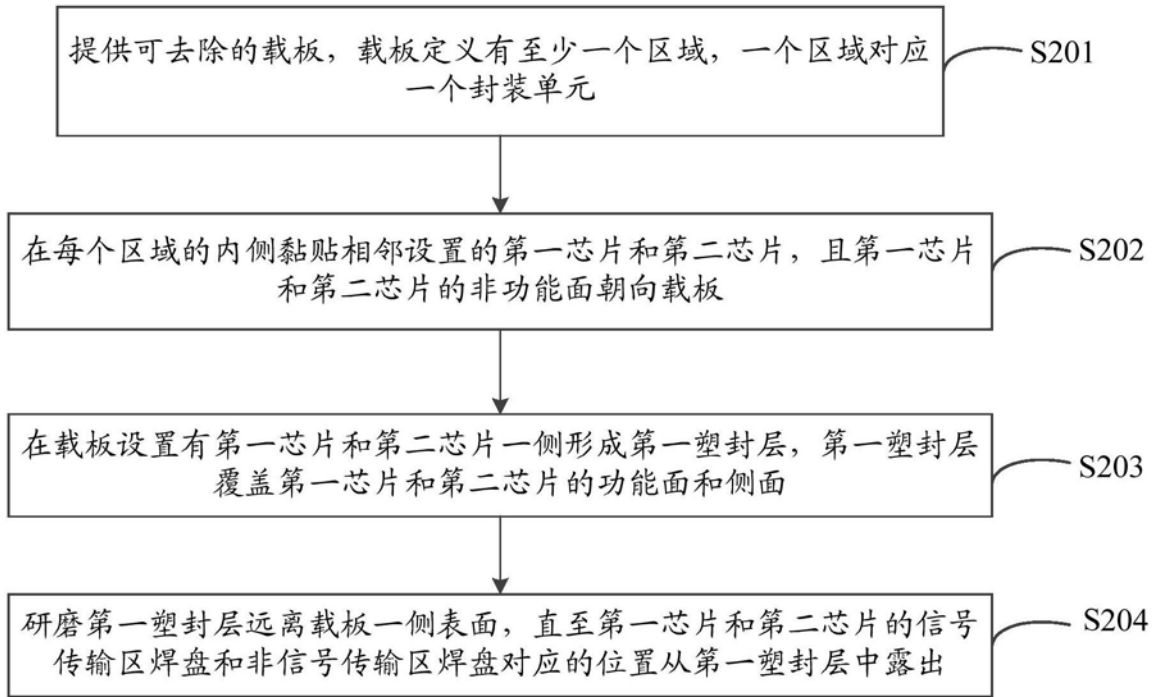 提供可去除的载板，载板定义有至少一个区域，一个区域对应
一个封装单元
S201
在每个区域的内侧黏贴相邻设置的第一芯片和第二芯片，且第一芯片
和第二芯片的非功能面朝向载板
S202
在载板设置有第一芯片和第二芯片一侧形成第一塑封层，第一塑封层
覆盖第一芯片和第二芯片的功能面和侧面
S203
研磨第一塑封层远离载板一侧表面，直至第一芯片和第二芯片的信号
传输区焊盘和非信号传输区焊盘对应的位置从第一塑封层中露出
S204